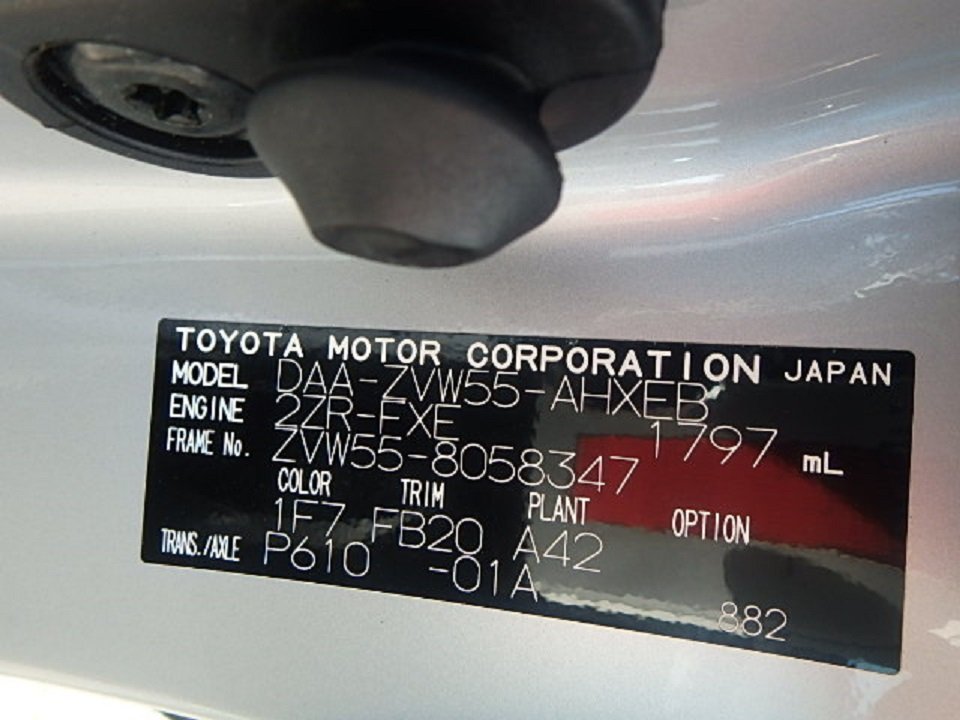 TOYOTA MOTOR CORPORATION JAPAN
MODEL DAA-ZVW55-AHXEB
ENGINE 2ZR-FXE 1797 mL
FRAME No. ZVW55-8058347
COLOR TRIM PLANT OPTION
1F7 FB20 A42
TRANS./AXLE P610 -01A
882